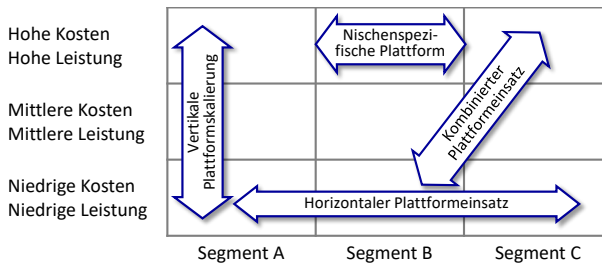 Hohe Kosten
Hohe Leistung
Nischenspezi-
fische Plattform
Vertikale
Plattformskalierung
Kombinierter
Plattformeinsatz
Mittlere Kosten
Mittlere Leistung
Niedrige Kosten
Niedrige Leistung
Horizontaler Plattformeinsatz
Segment A
Segment B
Segment C